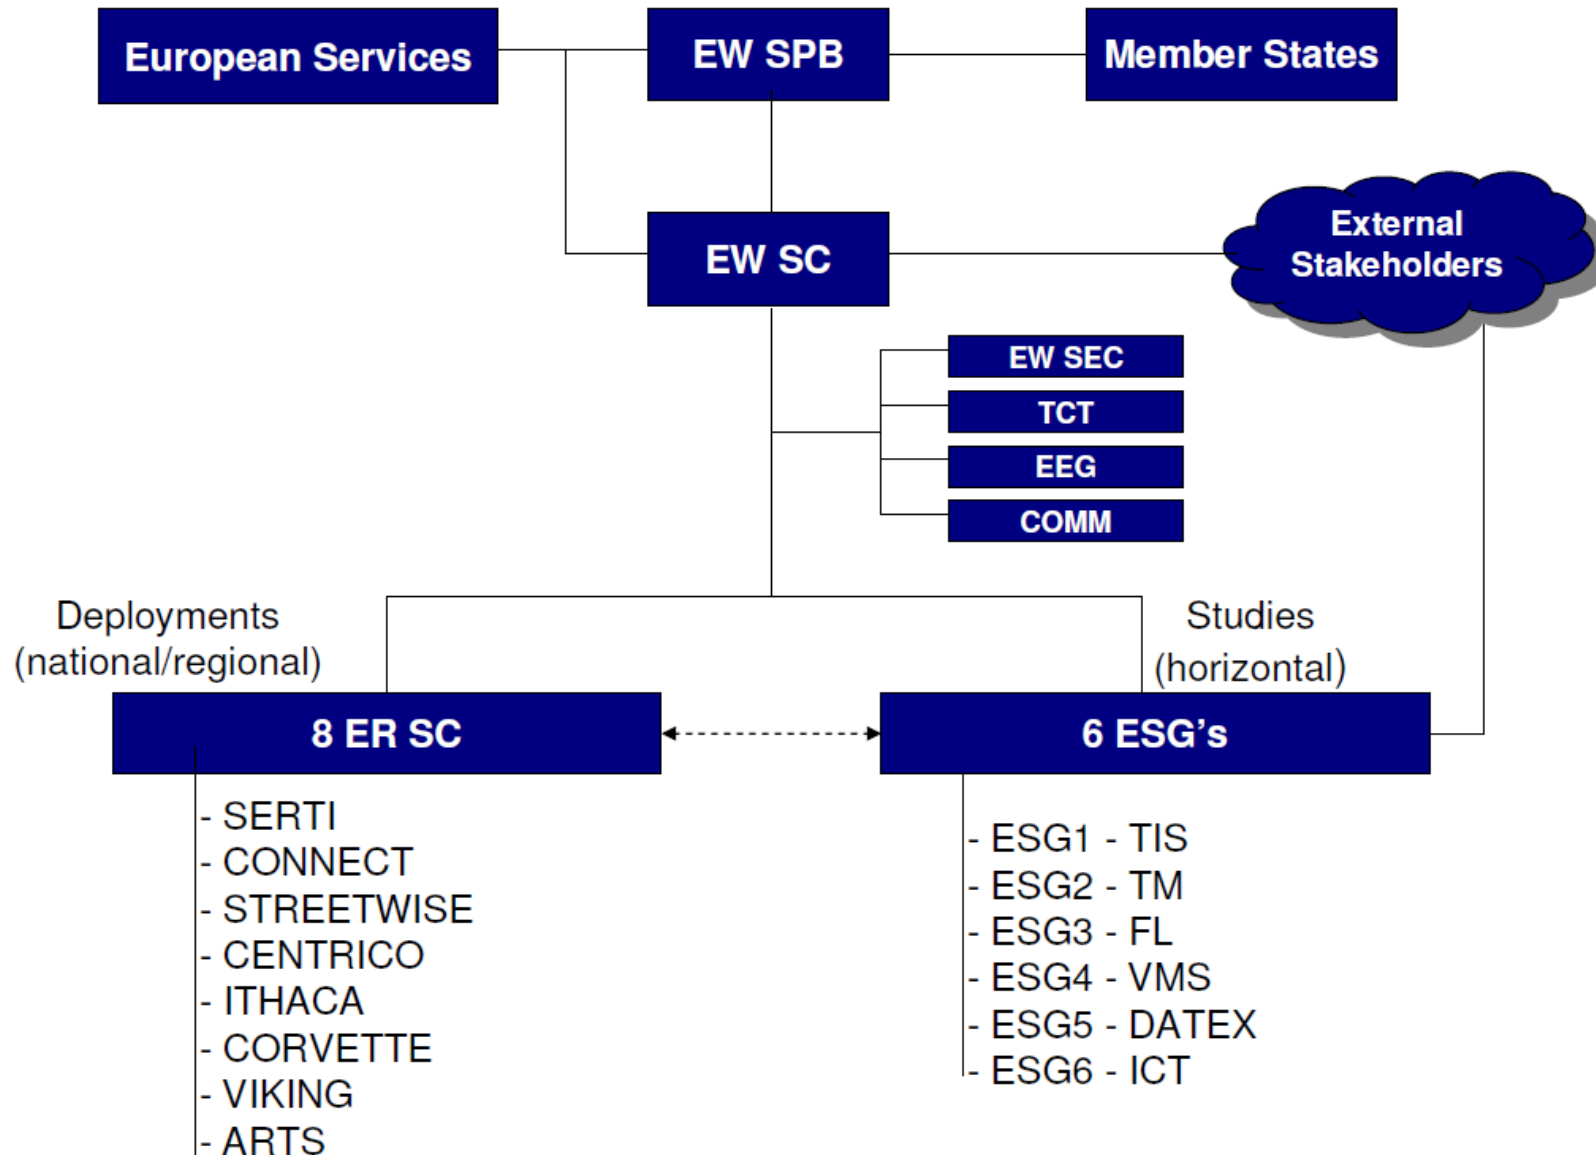 European Services
EW SPB
Member States
External
Stakeholders
EW SC
EW SEC
TCT
EEG
COMM
Deployments
(national/regional)
Studies
(horizontal)
8 ER SC
6 ESG's
- SERTI
- CONNECT
- STREETWISE
- CENTRICO
- ITHACA
- CORVETTE
- VIKING
- ARTS
- ESG1 - TIS
- ESG2 - TM
- ESG3 - FL
- ESG4 - VMS
- ESG5 - DATEX
- ESG6 - ICT